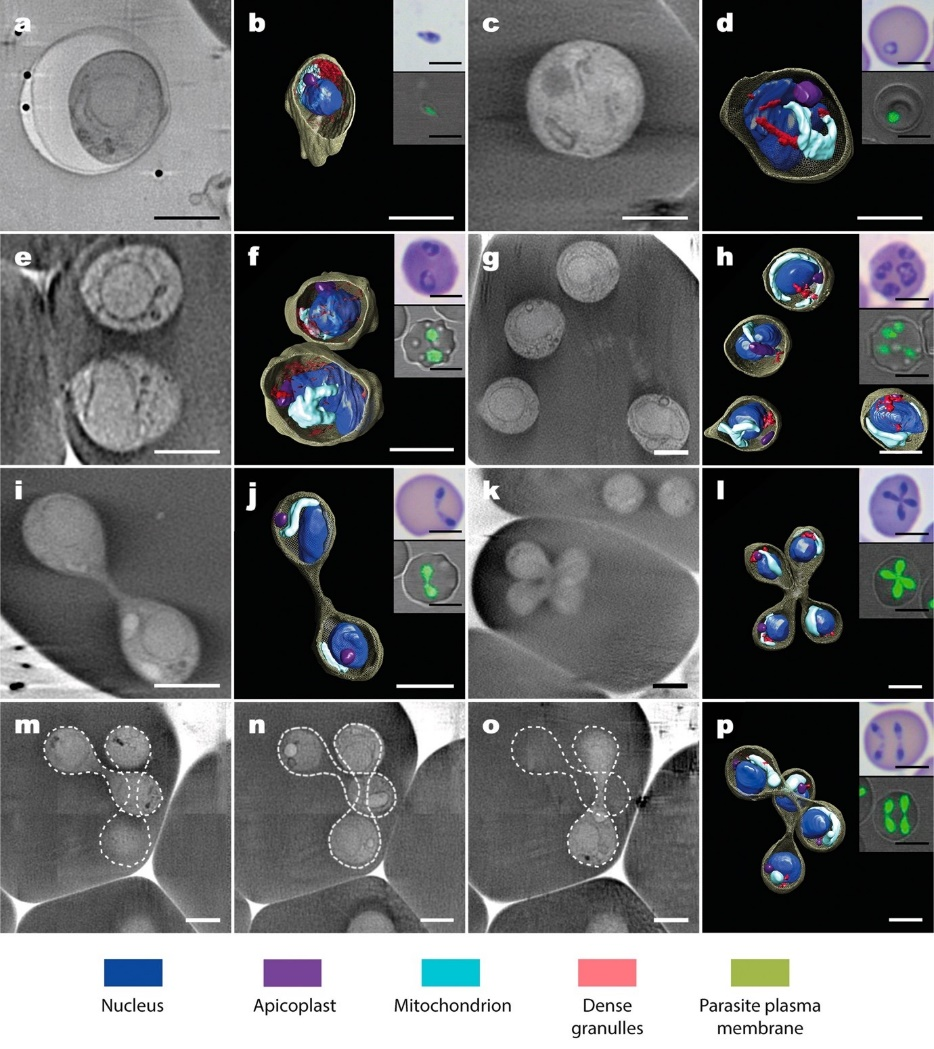 a
b
c
d
e
f
g
h
i
j
k
l
m
n
o
p
Nucleus
Apicoplast
Mitochondrion
Dense
granulles
Parasite plasma
membrane